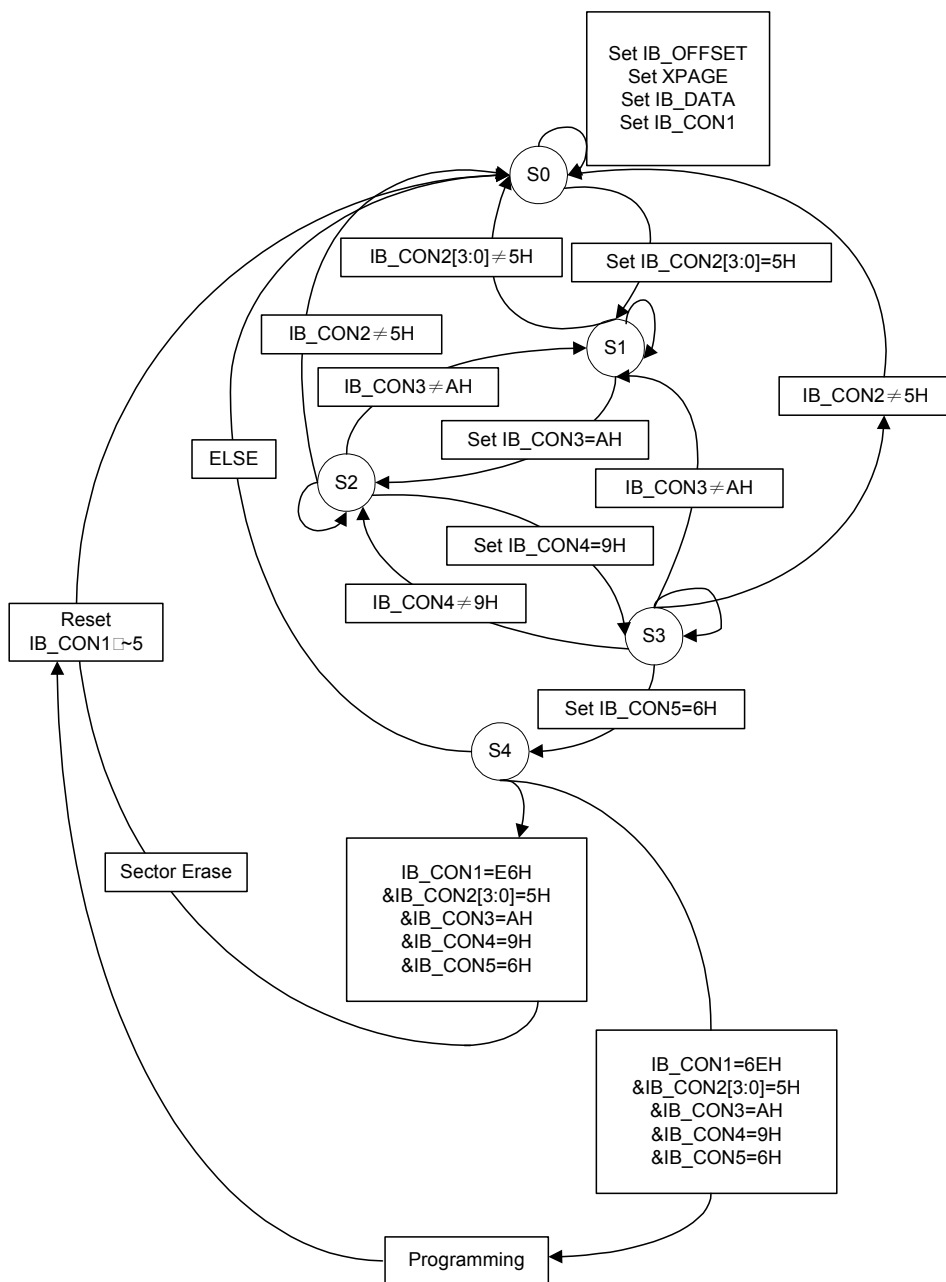 Set IB_OFFSET
Set XPAGE
Set IB_DATA
Set IB_CON1
S0
IB_CON2[3:0]≠5H
Set IB_CON2[3:0]=5H
IB_CON2≠5H
S1
IB_CON3≠AH
IB_CON2≠5H
Set IB_CON3=AH
ELSE
S2
IB_CON3≠AH
Set IB_CON4=9H
IB_CON4≠9H
Reset
IB_CON1□~5
S3
Set IB_CON5=6H
S4
Sector Erase
IB_CON1=E6H
&IB_CON2[3:0]=5H
&IB_CON3=AH
&IB_CON4=9H
&IB_CON5=6H
IB_CON1=6EH
&IB_CON2[3:0]=5H
&IB_CON3=AH
&IB_CON4=9H
&IB_CON5=6H
Programming